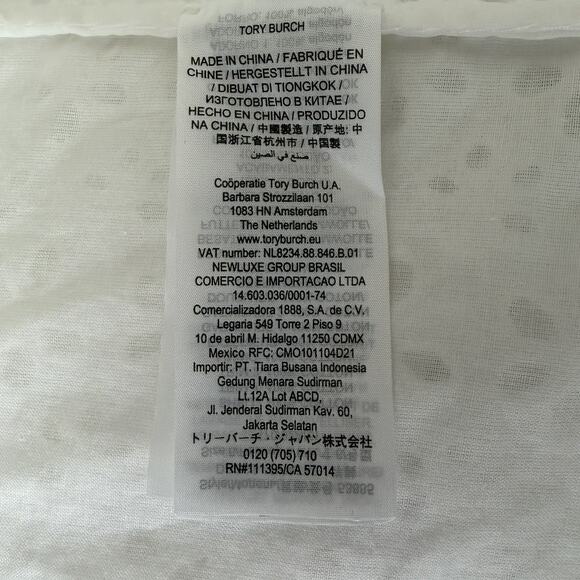 TORY BURCH
MADE IN CHINA / FABRIQUÉ EN
CHINE / HERGESTELLT IN CHINA
/ DIBUAT DI TIONGKOK /
ИЗГОТОВЛЕНО В КИТАЕ /
HECHO EN CHINA / PRODUZIDO
NA CHINA / 中國製造 / 原产地: 中
国浙江省杭州市 / 中国製
صنع في الصين
Coöperatie Tory Burch U.A.
Barbara Strozzilaan 101
1083 HN Amsterdam
The Netherlands
www.toryburch.eu
VAT number: NL8234.88.846.B.01
NEWLUXE GROUP BRASIL
COMERCIO E IMPORTACAO LTDA
14.603.036/0001-74
Comercializadora 1888, S.A. de C.V.
Legaria 549 Torre 2 Piso 9
10 de abril M. Hidalgo 11250 CDMX
Mexico RFC: CMO101104D21
Importir: PT. Tiara Busana Indonesia
Gedung Menara Sudirman
Lt.12A Lot ABCD,
Jl. Jenderal Sudirman Kav. 60,
Jakarta Selatan
トリーバーチ・ジャパン株式会社
0120 (705) 710
RN#111395/CA 57014